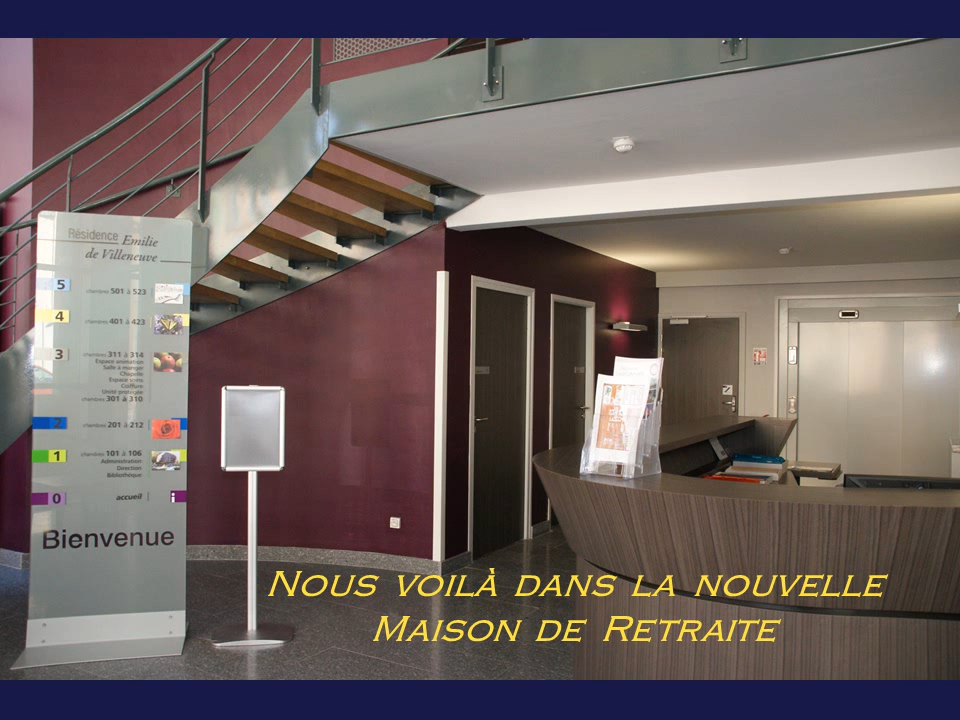 Résidence Emilie
de Villeneuve
5
chambres 501 à 523
4
chambres 401 à 423
3
chambres 311 à 314
Espace animation
Salle à manger
Chapelle
Espace soins
Coiffure
Unité protégée
chambres 301 à 310
2
chambres 201 à 212
1
chambres 101 à 106
Administration
Direction
Bibliothèque
0
accueil
i
Bienvenue
Nous voilà dans la nouvelle
Maison de Retraite